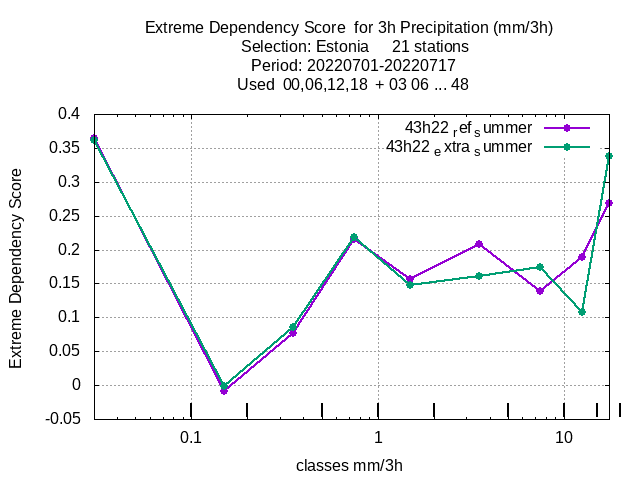 Extreme Dependency Score  for 3h Precipitation (mm/3h)
Selection: Estonia     21 stations
Period: 20220701-20220717
Used  00,06,12,18  + 03 06 ... 48
43h22 ref summer
43h22 extra summer
0.4
0.35
0.3
0.25
0.2
0.15
0.1
0.05
0
-0.05
Extreme Dependency Score
0.1 1 10
classes mm/3h